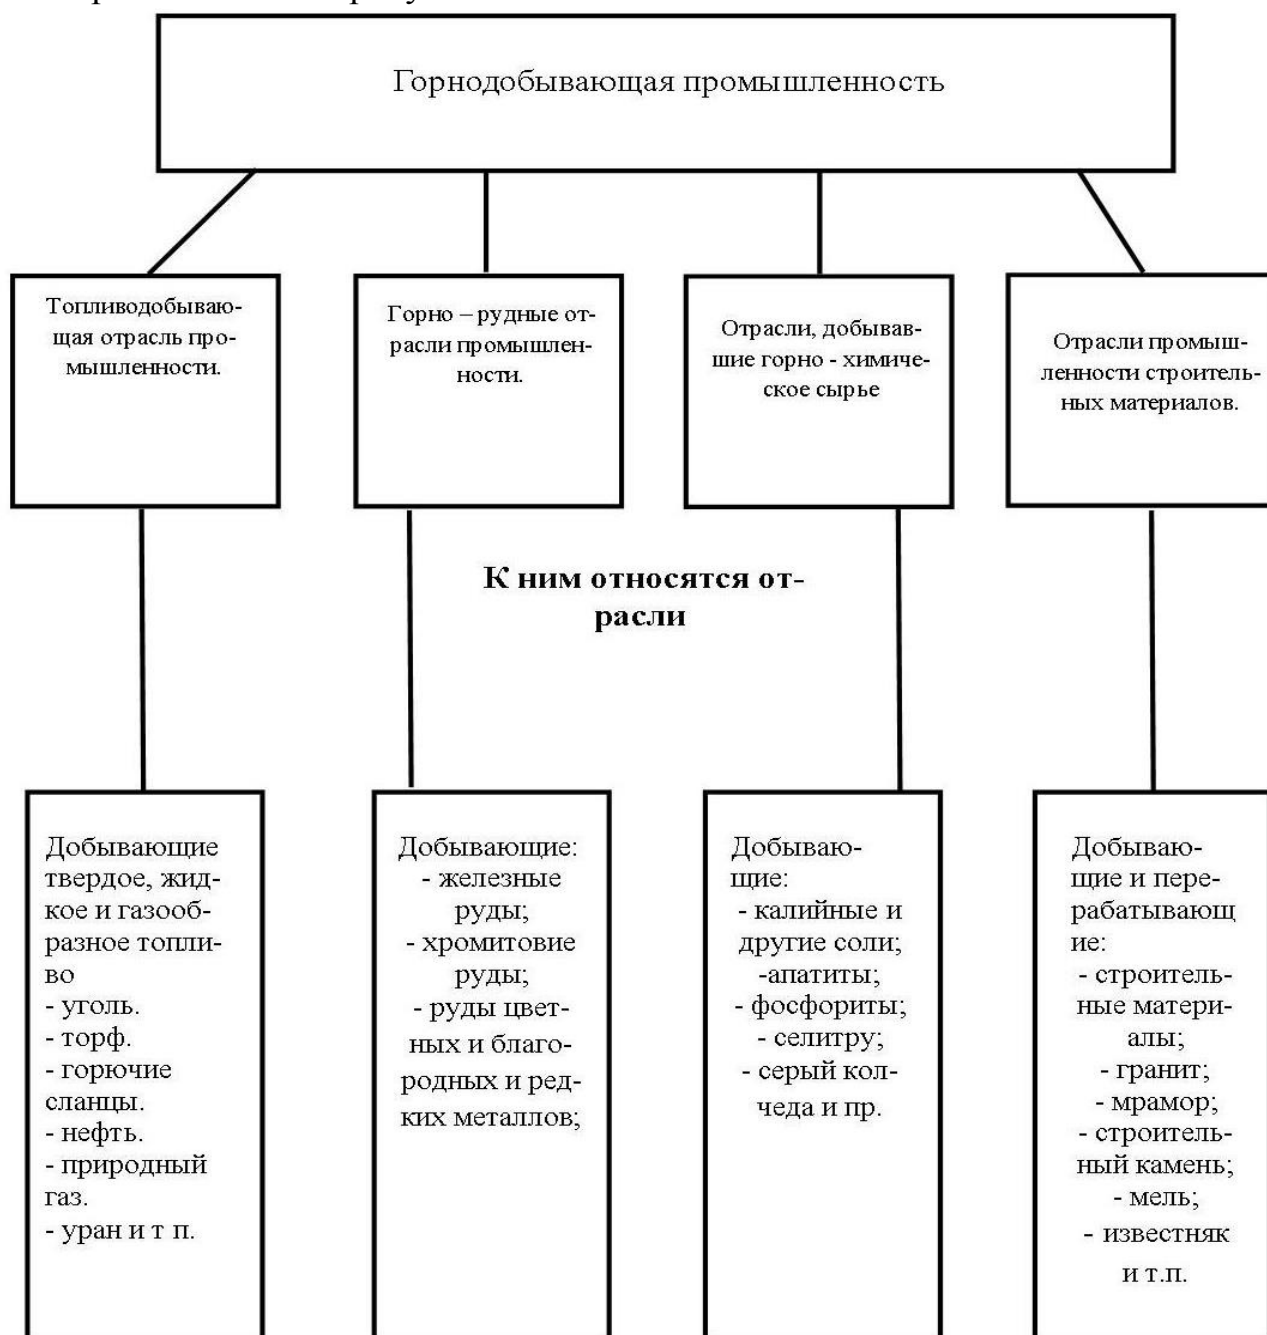 Горнодобывающая промышленность
Топливодобываю-
щая отрасль про-
мышленности.
Горно – рудные от-
расли промышлен-
ности.
Отрасли, добывав-
шие горно - химиче-
ское сырье
Отрасли промыш-
ленности строитель-
ных материалов.
К ним относятся от-
расли
Добывающие
твердое, жид-
кое и газооб-
разное топли-
во
- уголь.
- торф.
- горючие
сланцы.
- нефть.
- природный
газ.
- уран и т п.
Добывающие:
- железные
руды;
- хромитовие
руды;
- руды цвет-
ных и благо-
родных и ред-
ких металлов;
Добываю-
щие:
- калийные и
другие соли;
-апатиты;
- фосфориты;
- селитру;
- серый кол-
чеда и пр.
Добываю-
щие и пере-
рабатывающ
ие:
- строитель-
ные матери-
алы;
- гранит;
- мрамор;
- строитель-
ный камень;
- мель;
- известняк
и т.п.